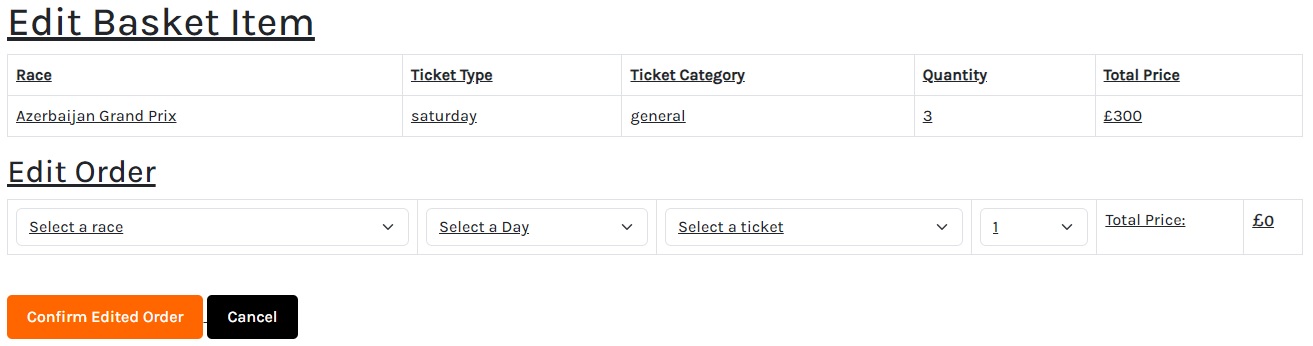 Edit Basket Item
Race Ticket Type Ticket Category Quantity Total Price
Azerbaijan Grand Prix saturday general 3 £300
Edit Order
Select a race Select a Day Select a ticket 1 Total Price: £0
Confirm Edited Order Cancel